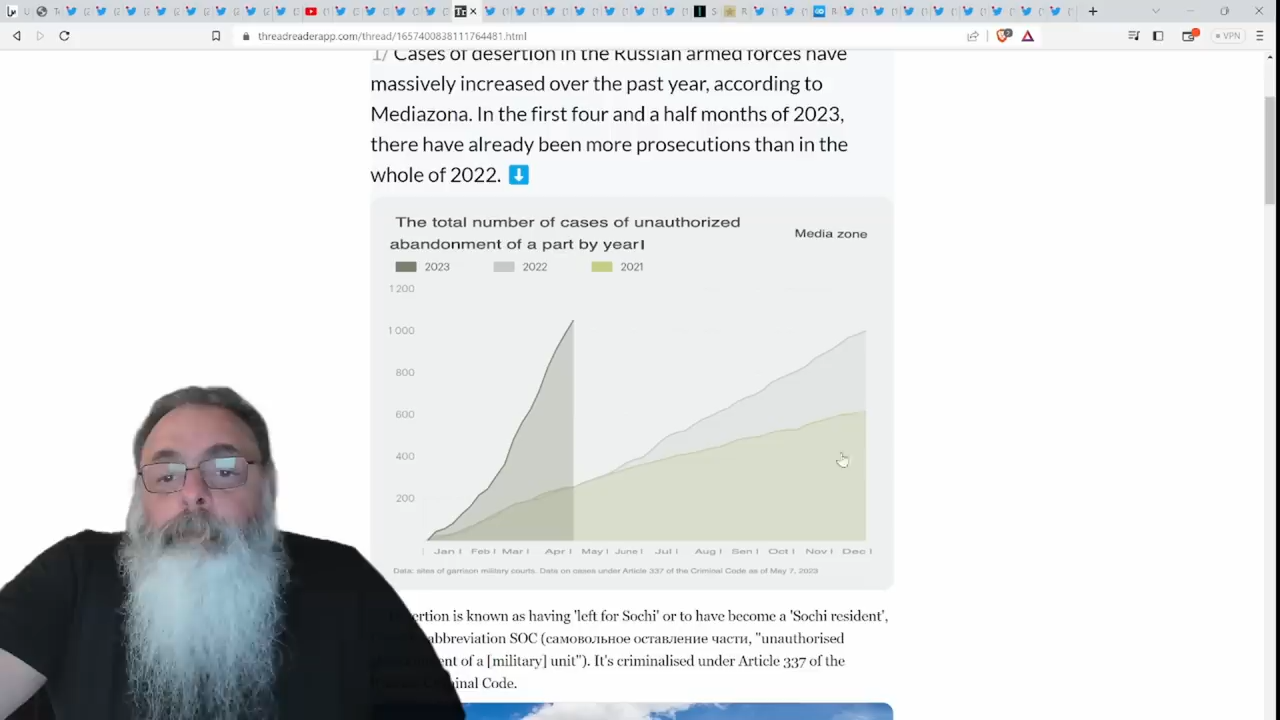 threadreaderapp.com/thread/1657400838111764481.html
VPN
1/ Cases of desertion in the Russian armed forces have
massively increased over the past year, according to
Mediazona. In the first four and a half months of 2023,
there have already been more prosecutions than in the
whole of 2022.
The total number of cases of unauthorized
abandonment of a part by year
Media zone
2023 2022 2021
1 200
1 000
800
600
400
200
Jan Feb Mar Apr May June Jul Aug Sen Oct Nov Dec
Data: sites of garrison military courts. Data on cases under Article 337 of the Criminal Code as of May 7, 2023
is known as having 'left for Sochi' or to have become a 'Sochi resident',
abbreviation SOC (самовольное оставление части, "unauthorised
of a [military] unit"). It's criminalised under Article 337 of the
Code.